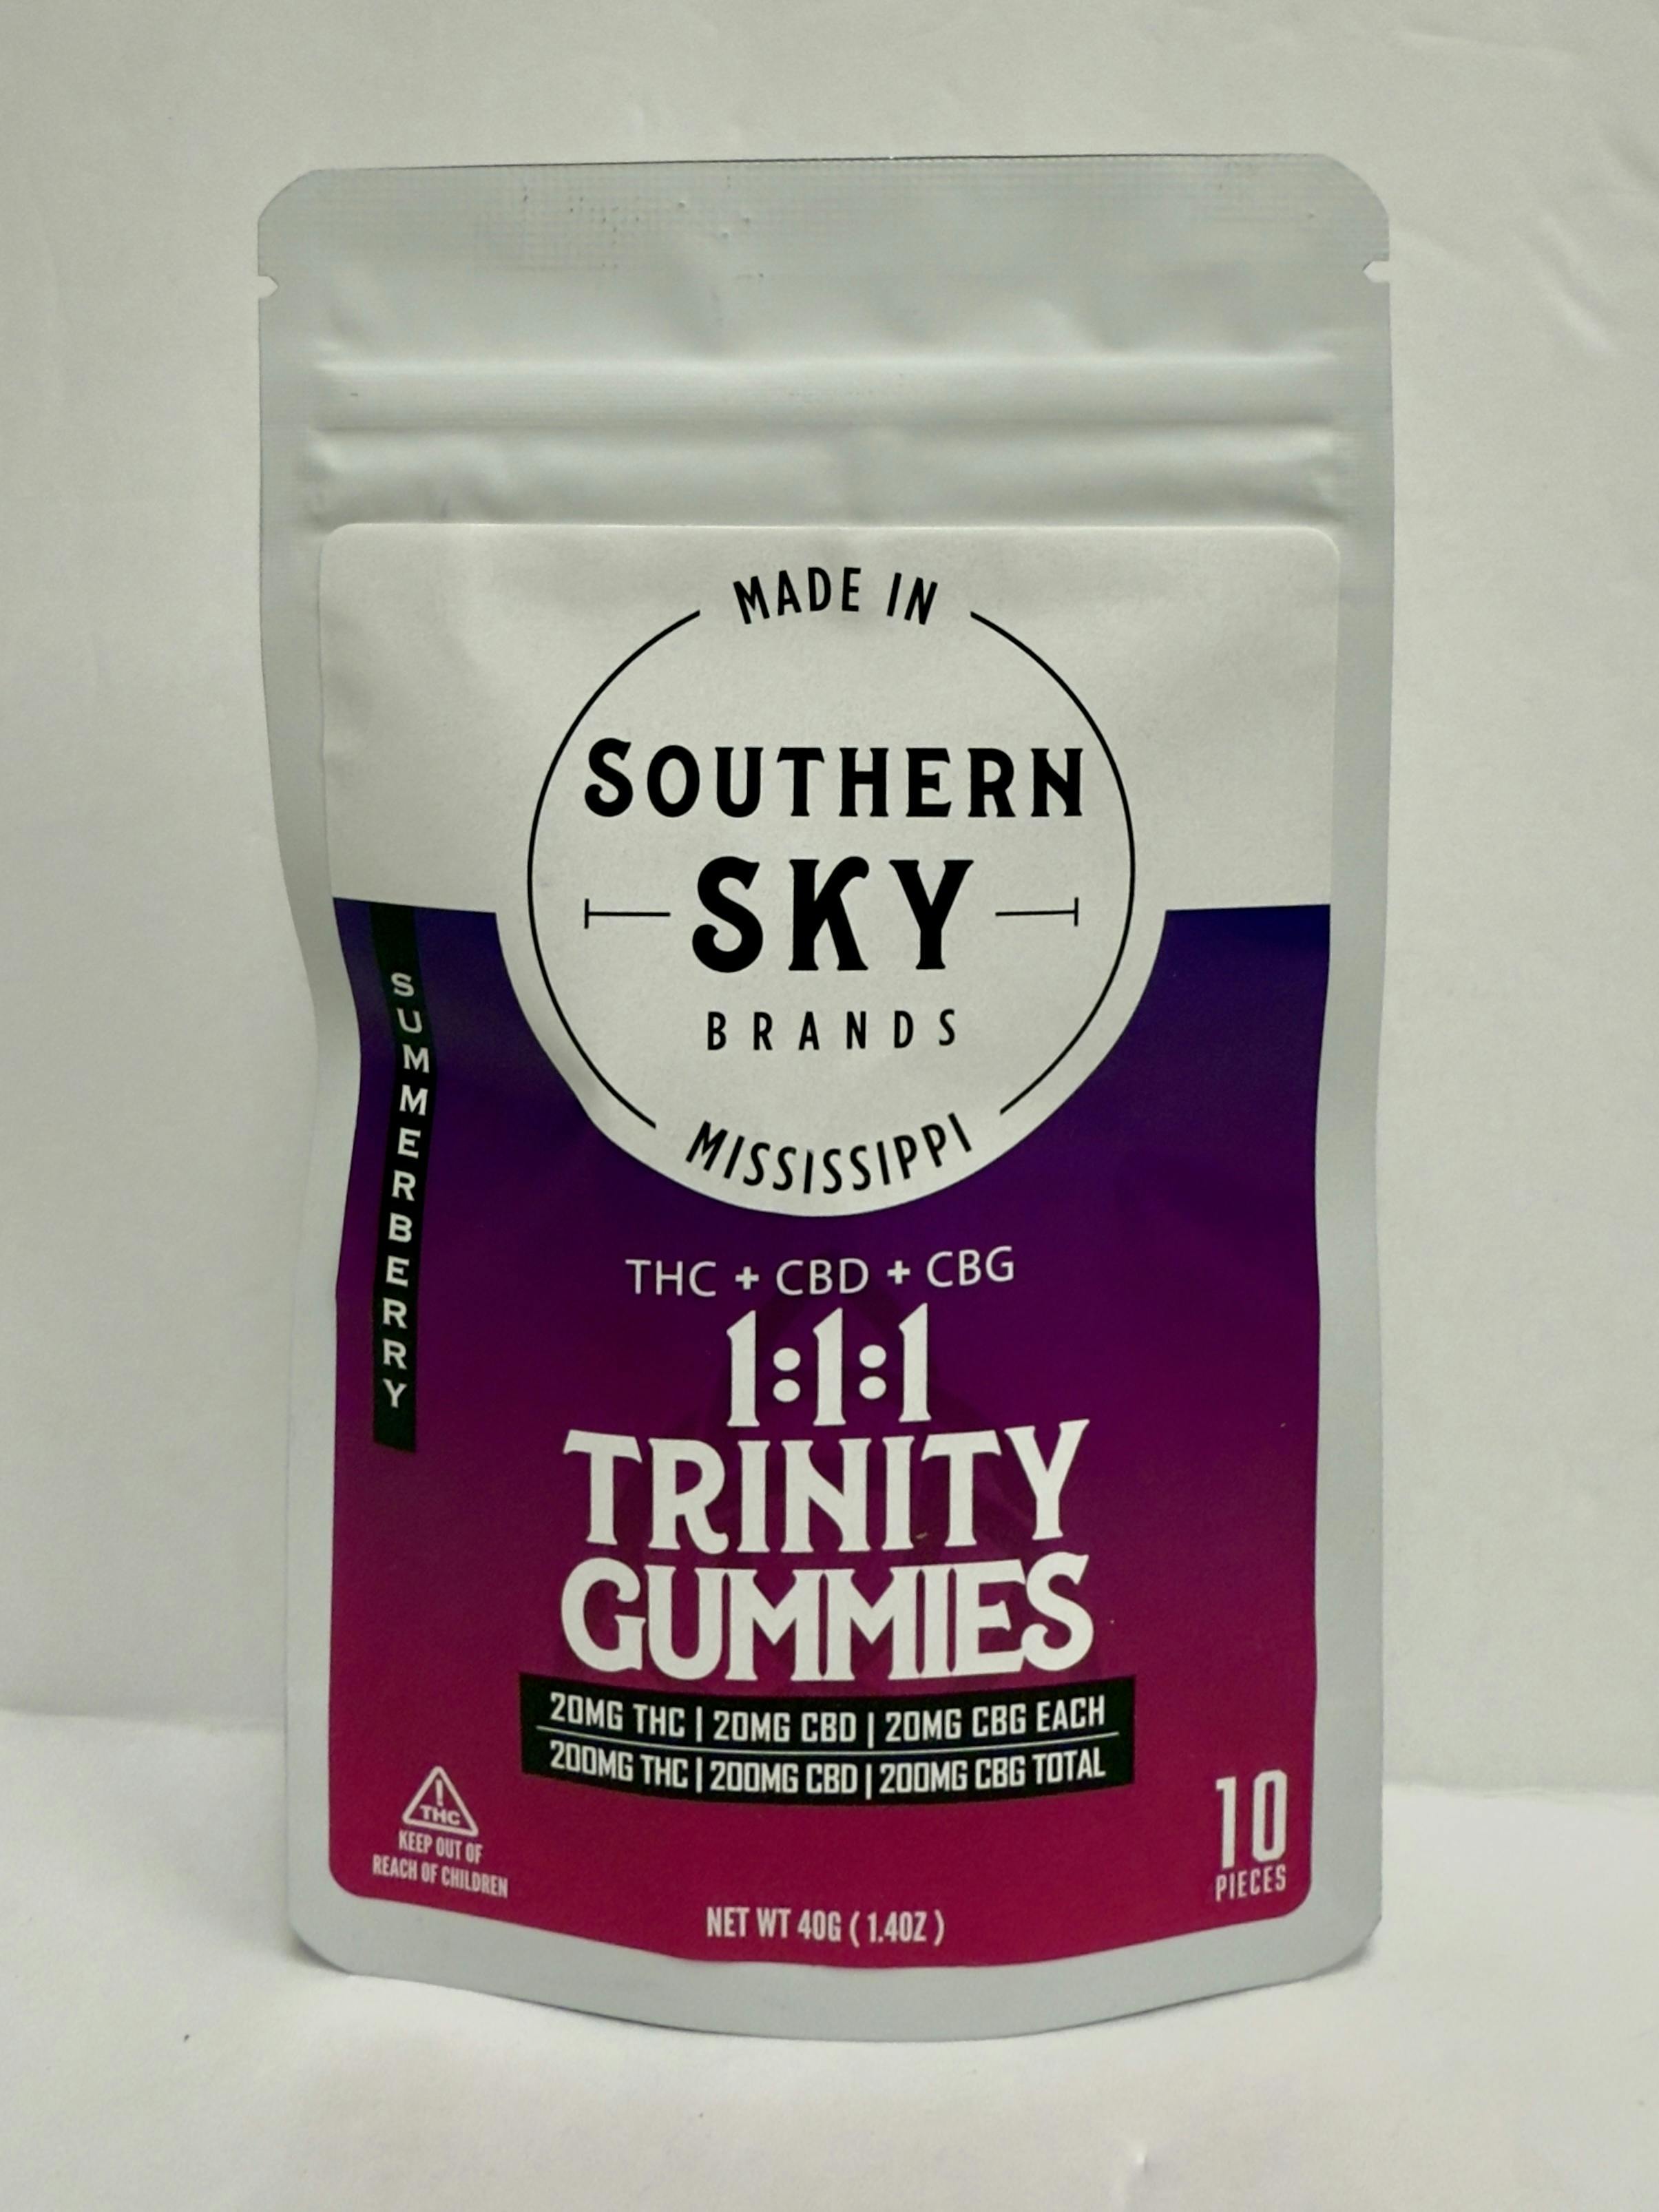 MADE IN
SOUTHERN
SKY
BRANDS
MISSISSIPPI
SUMMERBERRY
THC + CBD + CBG
1:1:1
TRINITY
GUMMIES
20MG THC | 20MG CBD | 20MG CBG EACH
200MG THC | 200MG CBD | 200MG CBG TOTAL
!
THC
KEEP OUT OF
REACH OF CHILDREN
10
PIECES
NET WT 40G ( 1.4OZ )